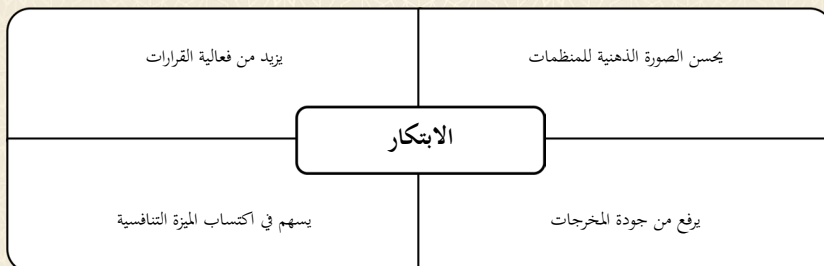 يحسن الصورة الذهنية للمنظمات
يزيد من فعالية القرارات
الابتكار
يرفع من جودة المخرجات
يسهم في اكتساب الميزة التنافسية